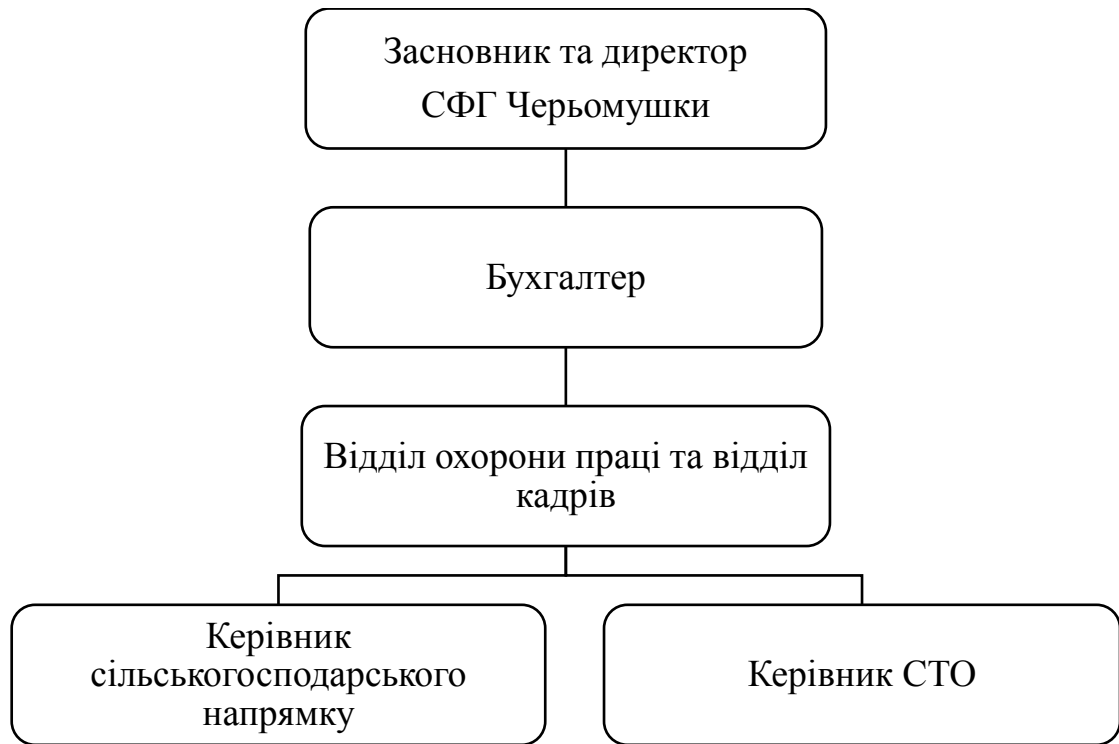 Засновник та директор
СФГ Черьомушки
Бухгалтер
Відділ охорони праці та відділ
кадрів
Керівник
сільськогосподарського
напрямку
Керівник СТО